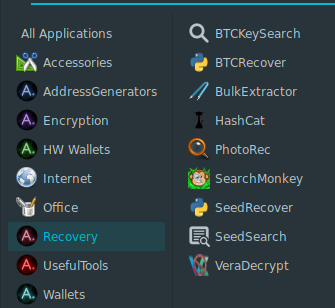 All Applications
Accessories
AddressGenerators
Encryption
HW Wallets
Internet
Office
Recovery
UsefulTools
Wallets
BTCKeySearch
BTCRecover
BulkExtractor
HashCat
PhotoRec
SearchMonkey
SeedRecover
SeedSearch
VeraDecrypt